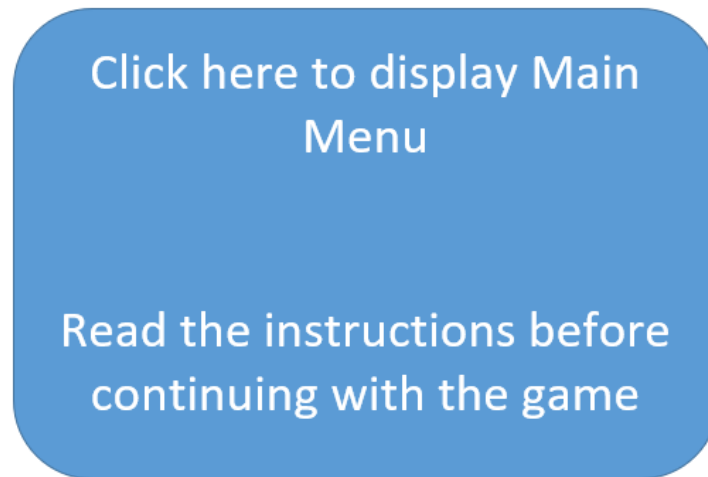 Click here to display Main
Menu
Read the instructions before
continuing with the game